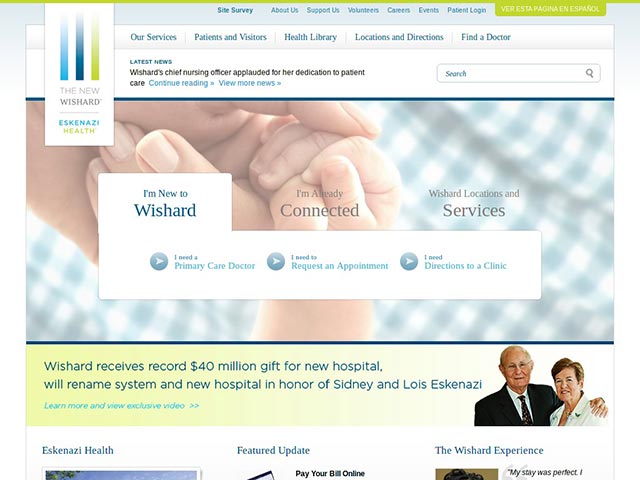 Site Survey About Us Support Us Volunteers Careers Events Patient Login VER ESTA PÁGINA EN ESPAÑOL
Our Services Patients and Visitors Health Library Locations and Directions Find a Doctor
THE NEW
WISHARD™
ESKENAZI
HEALTH™
LATEST NEWS
Wishard's chief nursing officer applauded for her dedication to patient
care Continue reading » View more news »
Search
I'm New to
Wishard
I'm Already
Connected
Wishard Locations and
Services
I need a
Primary Care Doctor
I need to
Request an Appointment
I need
Directions to a Clinic
Wishard receives record $40 million gift for new hospital,
will rename system and new hospital in honor of Sidney and Lois Eskenazi
Learn more and view exclusive video >>
Eskenazi Health
Featured Update
Pay Your Bill Online
The Wishard Experience
"My stay was perfect. I